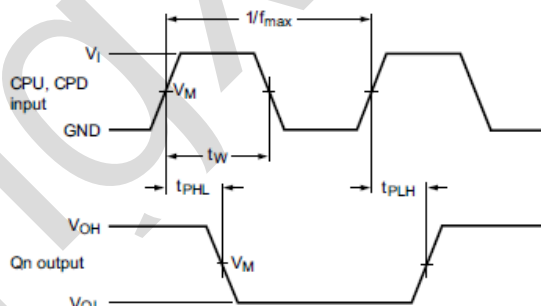 1/fmax
VI
CPU, CPD
input
VM
GND
tW
tPHL
tPLH
VOH
Qn output
VM
VOL